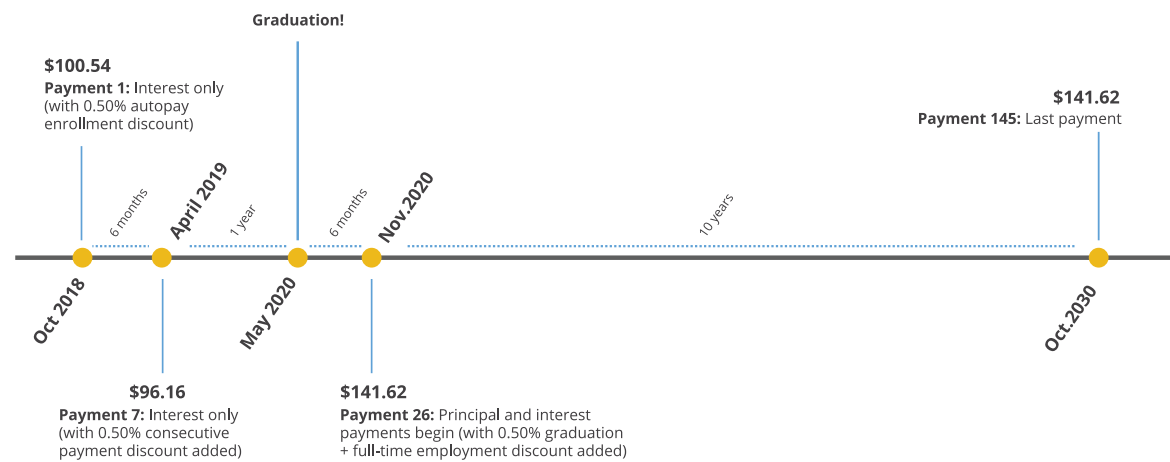 Graduation!
$100.54
Payment 1: Interest only
(with 0.50% autopay
enrollment discount)
$141.62
Payment 145: Last payment
6 months
April 2019
1 year
6 months
Nov.2020
10 years
Oct 2018
May 2020
Oct.2030
$96.16
Payment 7: Interest only
(with 0.50% consecutive
payment discount added)
$141.62
Payment 26: Principal and interest
payments begin (with 0.50% graduation
+ full-time employment discount added)